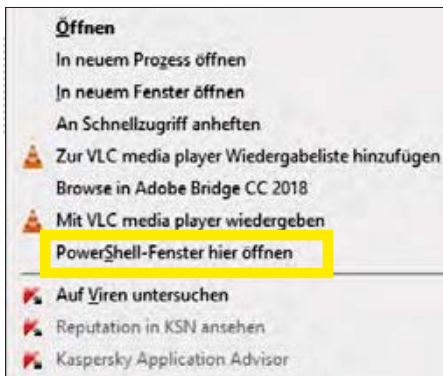 Öffnen
In neuem Prozess öffnen
In neuem Fenster öffnen
An Schnellzugriff anheften
Zur VLC media player Wiedergabeliste hinzufügen
Browse in Adobe Bridge CC 2018
Mit VLC media player wiedergeben
PowerShell-Fenster hier öffnen
Auf Viren untersuchen
Reputation in KSN ansehen
Kaspersky Application Advisor